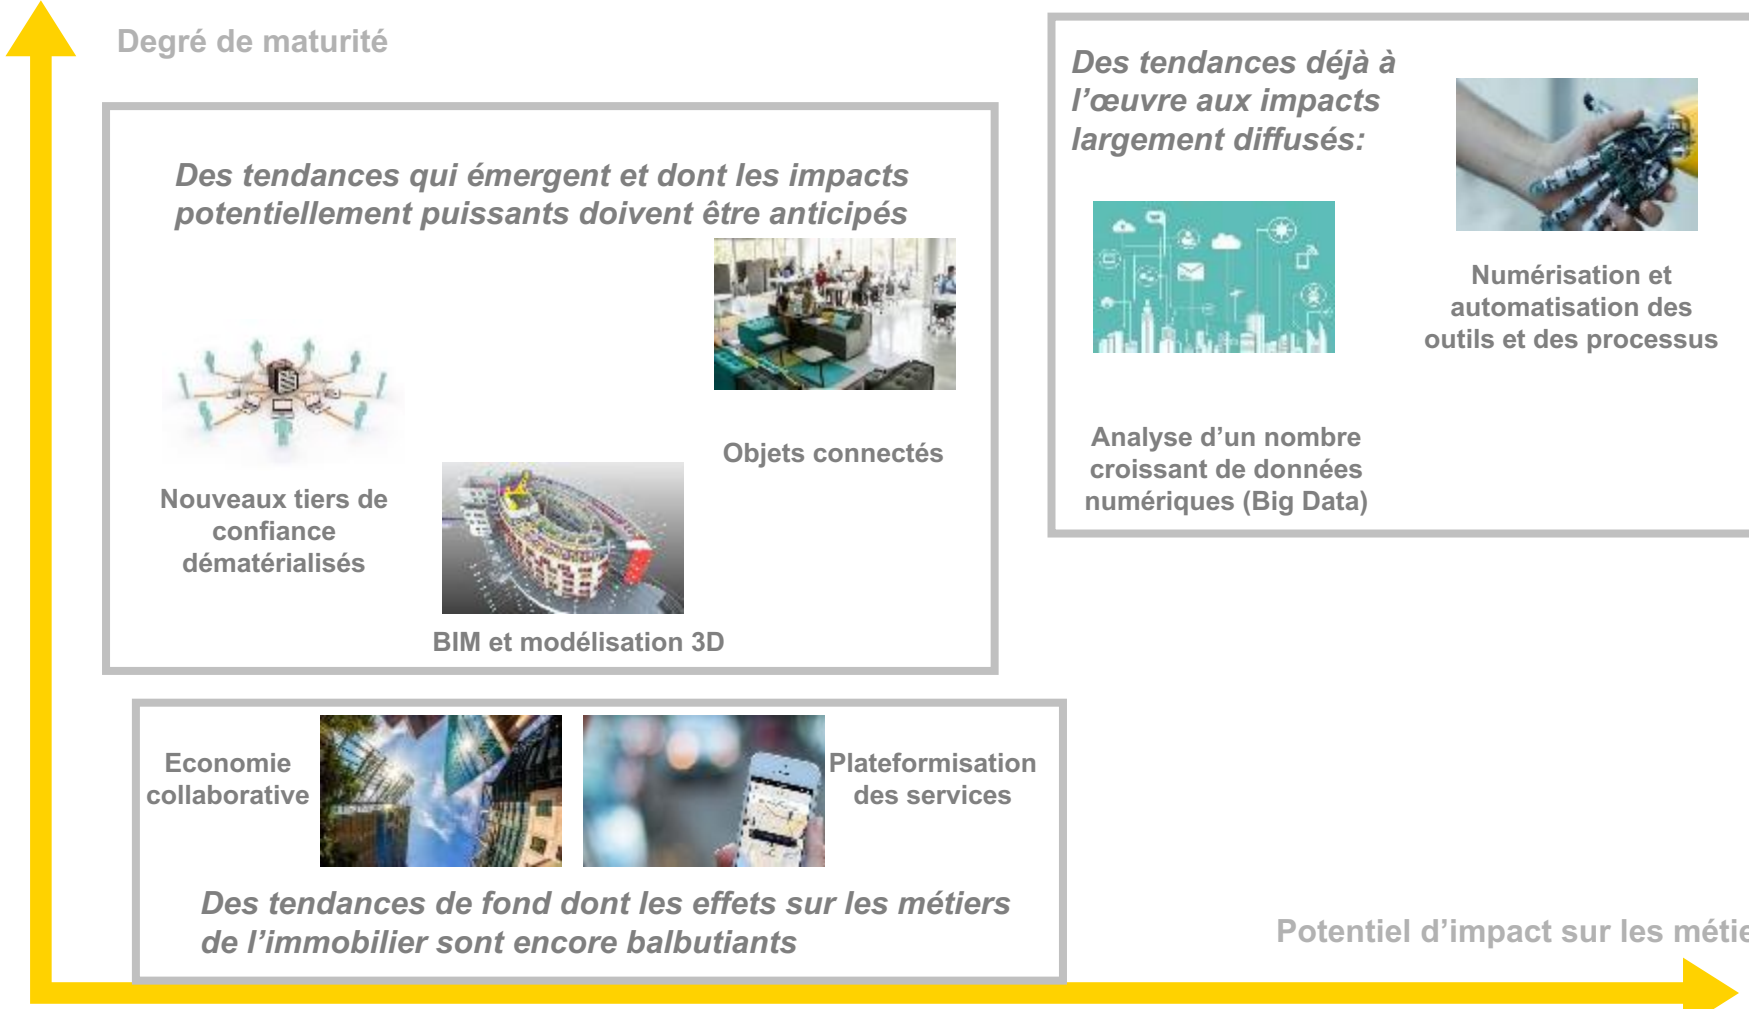 Degré de maturité
Des tendances déjà à
l’œuvre aux impacts
largement diffusés:
Numérisation et
automatisation des
outils et des processus
Analyse d’un nombre
croissant de données
numériques (Big Data)
Des tendances qui émergent et dont les impacts
potentiellement puissants doivent être anticipés
Objets connectés
Nouveaux tiers de
confiance
dématérialisés
BIM et modélisation 3D
Economie
collaborative
Plateformisation
des services
Des tendances de fond dont les effets sur les métiers
de l’immobilier sont encore balbutiants
Potentiel d’impact sur les